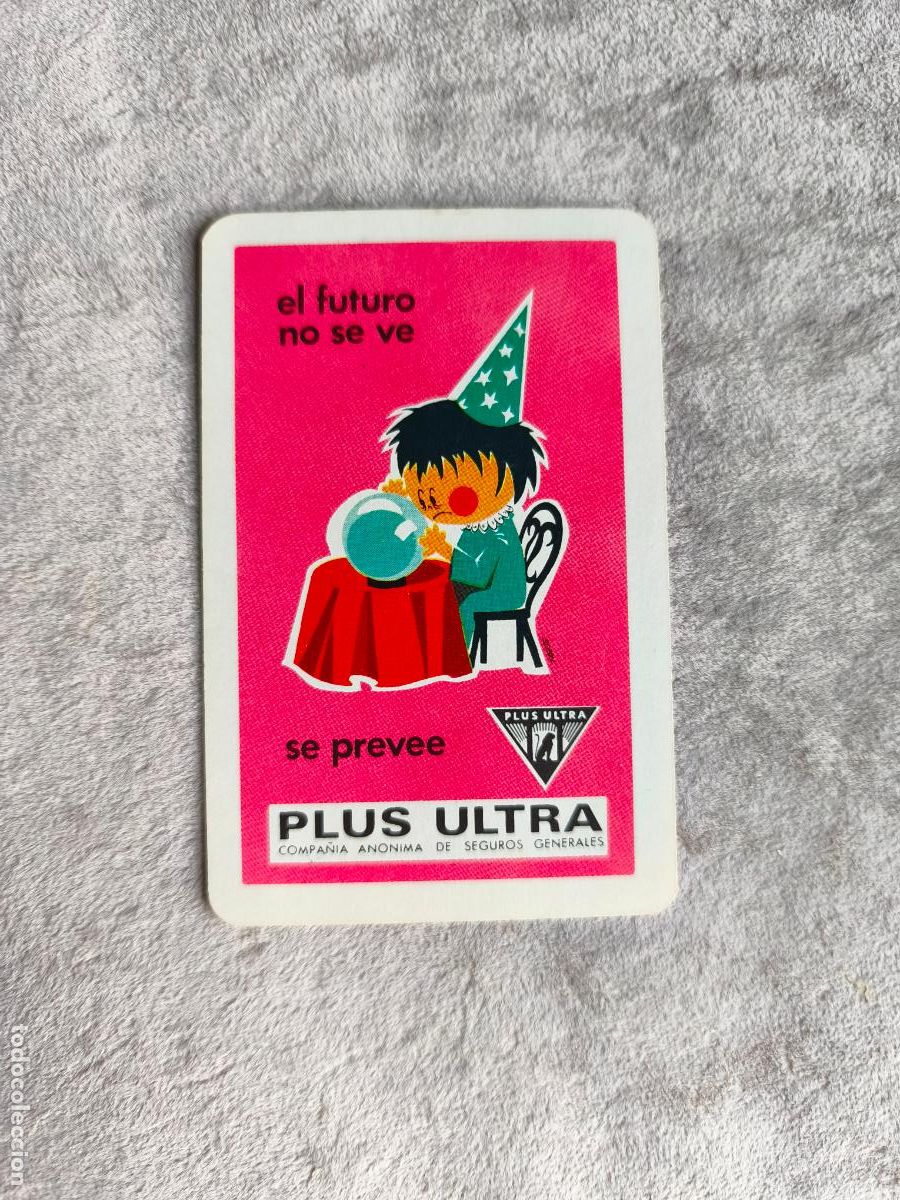 el futuro
no se ve
se prevee
PLUS ULTRA
PLUS ULTRA
COMPAÑIA ANONIMA DE SEGUROS GENERALES
todocoleccion